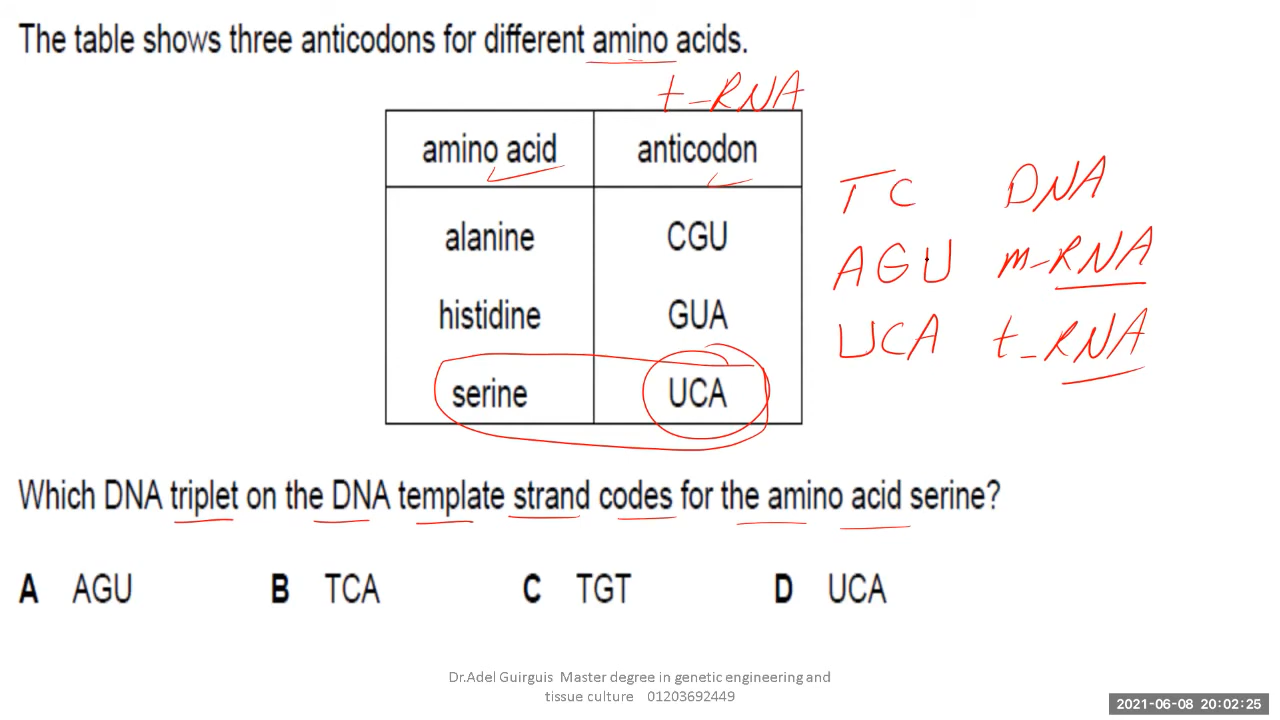 The table shows three anticodons for different amino acids.
t-RNA
amino acid anticodon
TC DNA
alanine CGU
AGU m-RNA
histidine GUA
UCA t-RNA
serine UCA
Which DNA triplet on the DNA template strand codes for the amino acid serine?
A AGU B TCA C TGT D UCA
Dr.Adel Guirguis Master degree in genetic engineering and
tissue culture 01203692449
2021-06-08 20:02:25